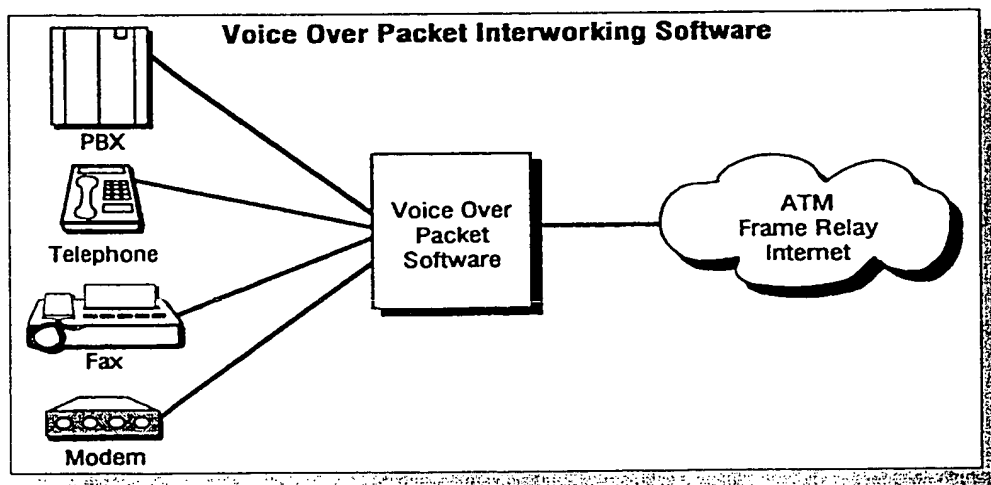 Voice Over Packet Interworking Software
PBX
Telephone
Fax
Modem
Voice Over
Packet
Software
ATM
Frame Relay
Internet